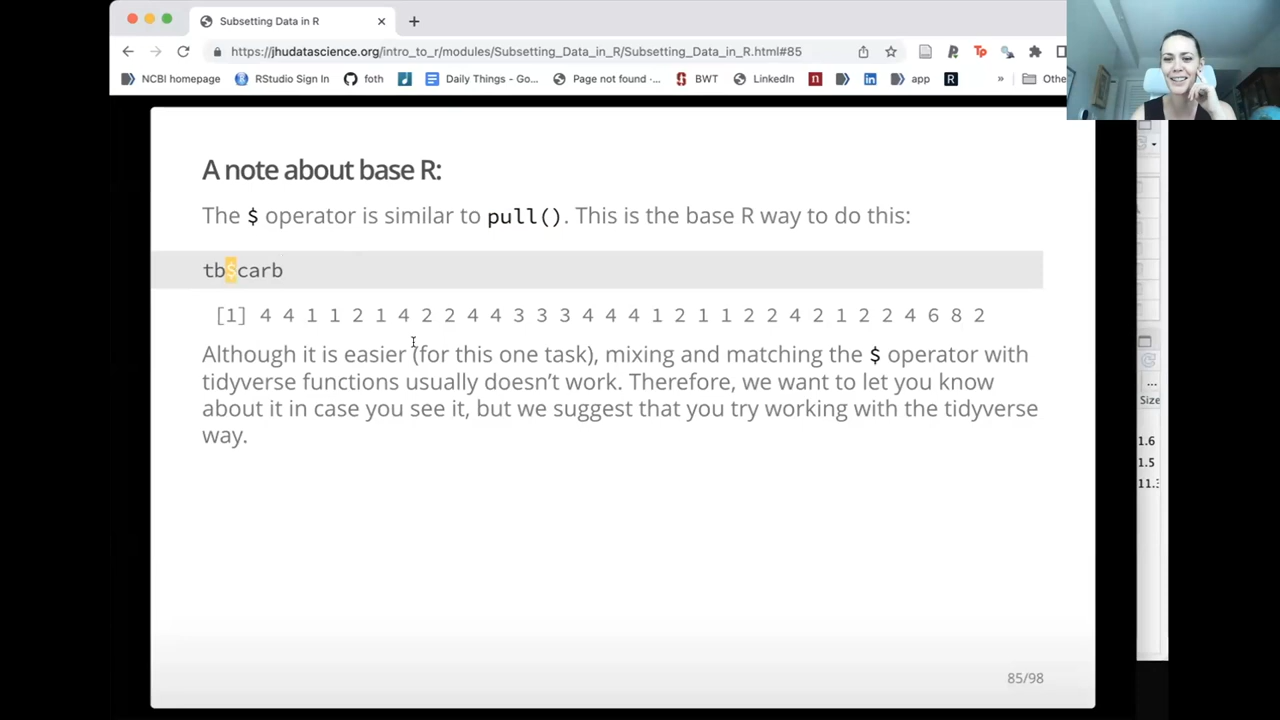 Subsetting Data in R
https://jhudatascience.org/intro_to_r/modules/Subsetting_Data_in_R/Subsetting_Data_in_R.html#85
NCBI homepage RStudio Sign In foth Daily Things - Go... Page not found · ... BWT LinkedIn app R » Othe
A note about base R:
The $ operator is similar to pull(). This is the base R way to do this:
tb$carb
[1] 4 4 1 1 2 1 4 2 2 4 4 3 3 3 4 4 4 1 2 1 1 2 2 4 2 1 2 2 4 6 8 2
Although it is easier (for this one task), mixing and matching the $ operator with
tidyverse functions usually doesn't work. Therefore, we want to let you know
about it in case you see it, but we suggest that you try working with the tidyverse
way.
85/98
...
Size
1.6
1.5
11.3